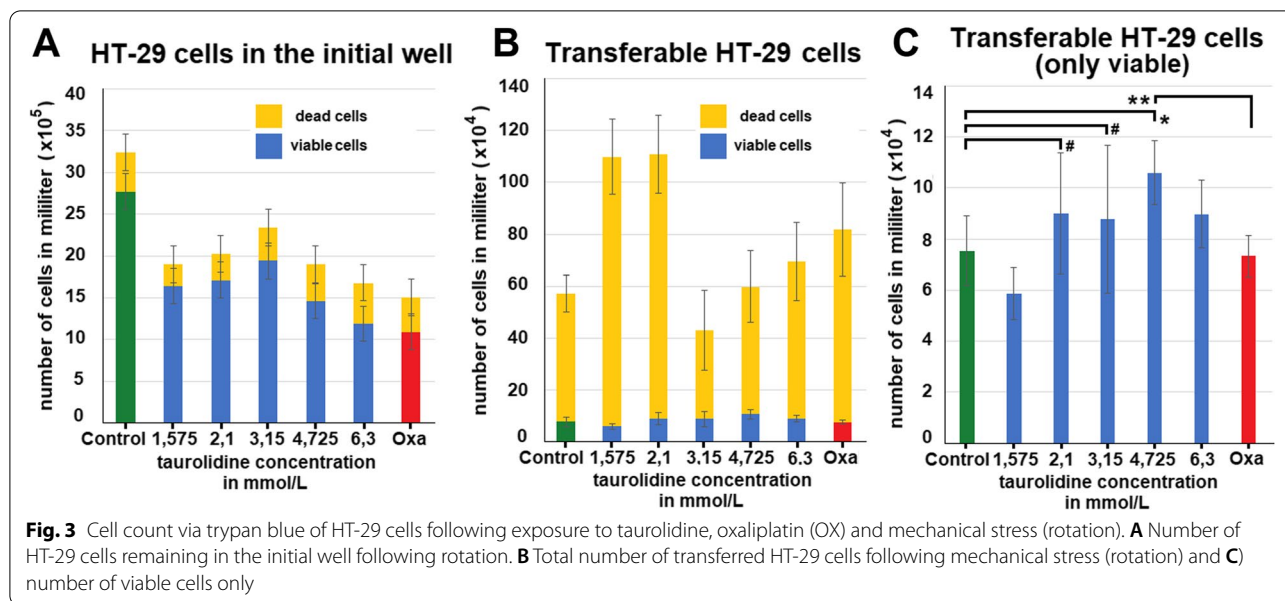 A
HT-29 cells in the initial well
number of cells in mililiter ( x10⁵)
40
35
30
25
20
15
10
5
0
dead cells
viable cells
Control 1,575 2,1 3,15 4,725 6,3 Oxa
taurolidine concentration
in mmol/L
B
Transferable HT-29 cells
number of cells in mililiter ( x10⁴)
140
120
100
80
60
40
20
0
dead cells
viable cells
Control 1,575 2,1 3,15 4,725 6.3 Oxa
taurolidine concentration
in mmol/L
C
Transferable HT-29 cells
(only viable)
number of cells in mililiter ( x10⁴)
14
12
10
8
6
4
2
0
**
*
#
#
Control 1,575 2,1 3,15 4,725 6,3 Oxa
taurolidine concentration
in mmol/L
Fig. 3 Cell count via trypan blue of HT-29 cells following exposure to taurolidine, oxaliplatin (OX) and mechanical stress (rotation). A Number of
HT-29 cells remaining in the initial well following rotation. B Total number of transferred HT-29 cells following mechanical stress (rotation) and C)
number of viable cells only